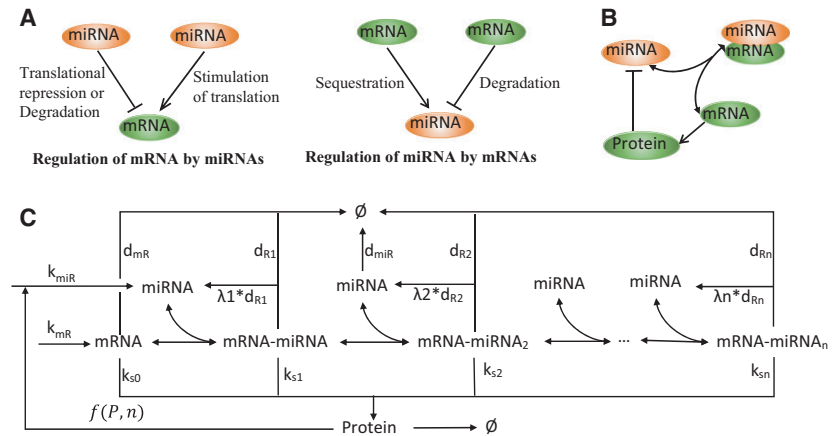 A
miRNA
miRNA
Translational
repression or
Degradation
Stimulation
of translation
mRNA
Regulation of mRNA by miRNAs
mRNA
mRNA
Sequestration
Degradation
miRNA
Regulation of miRNA by mRNAs
B
miRNA
miRNA
mRNA
mRNA
Protein
C
Ø
d_mR
d_R1
d_miR
d_R2
d_Rn
k_miR
miRNA
λ1*d_R1
miRNA
λ2*d_R2
miRNA
miRNA
λn*d_Rn
k_mR
mRNA
mRNA-miRNA
mRNA-miRNA₂
...
mRNA-miRNAₙ
k_s0
k_s1
k_s2
k_sn
f(P, n)
Protein
Ø